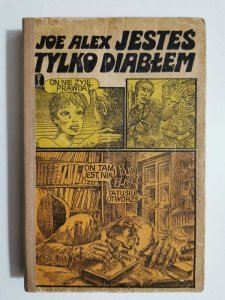 JOE ALEX JESTEŚ
TYLKO DIABŁEM
ON NIE ŻYJE
PRAWDA?
ON TAM
JEST, NIK
TATUSIU
OTWÓRZ